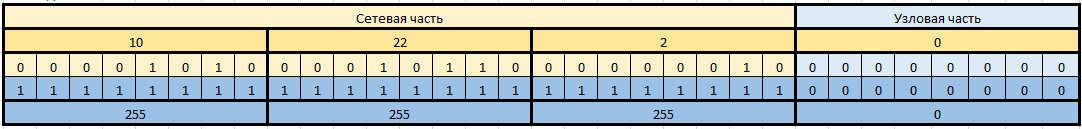 Сетевая часть Узловая часть
10 22 2 0
0 0 0 0 1 0 1 0 0 0 0 1 0 1 1 0 0 0 0 0 0 0 1 0 0 0 0 0 0 0 0 0
1 1 1 1 1 1 1 1 1 1 1 1 1 1 1 1 1 1 1 1 1 1 1 1 0 0 0 0 0 0 0 0
255 255 255 0